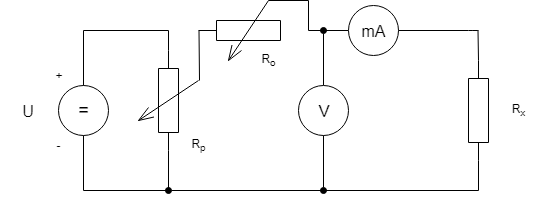 R₀
mA
+
U
=
V
Rₓ
-
Rₚ